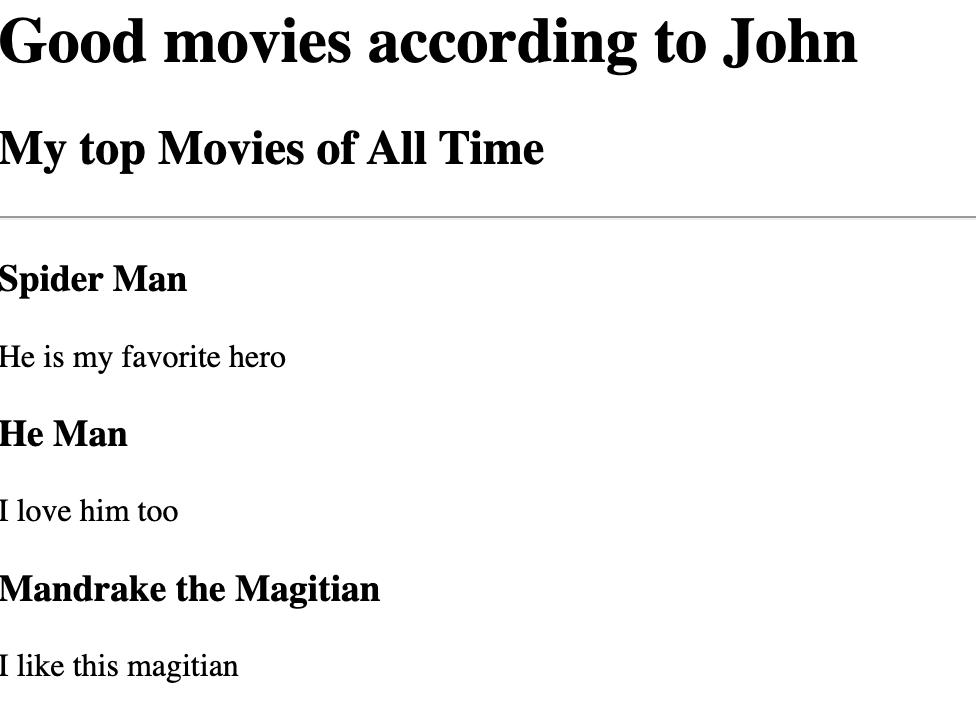 Good movies according to John
My top Movies of All Time
Spider Man
He is my favorite hero
He Man
I love him too
Mandrake the Magitian
I like this magitian